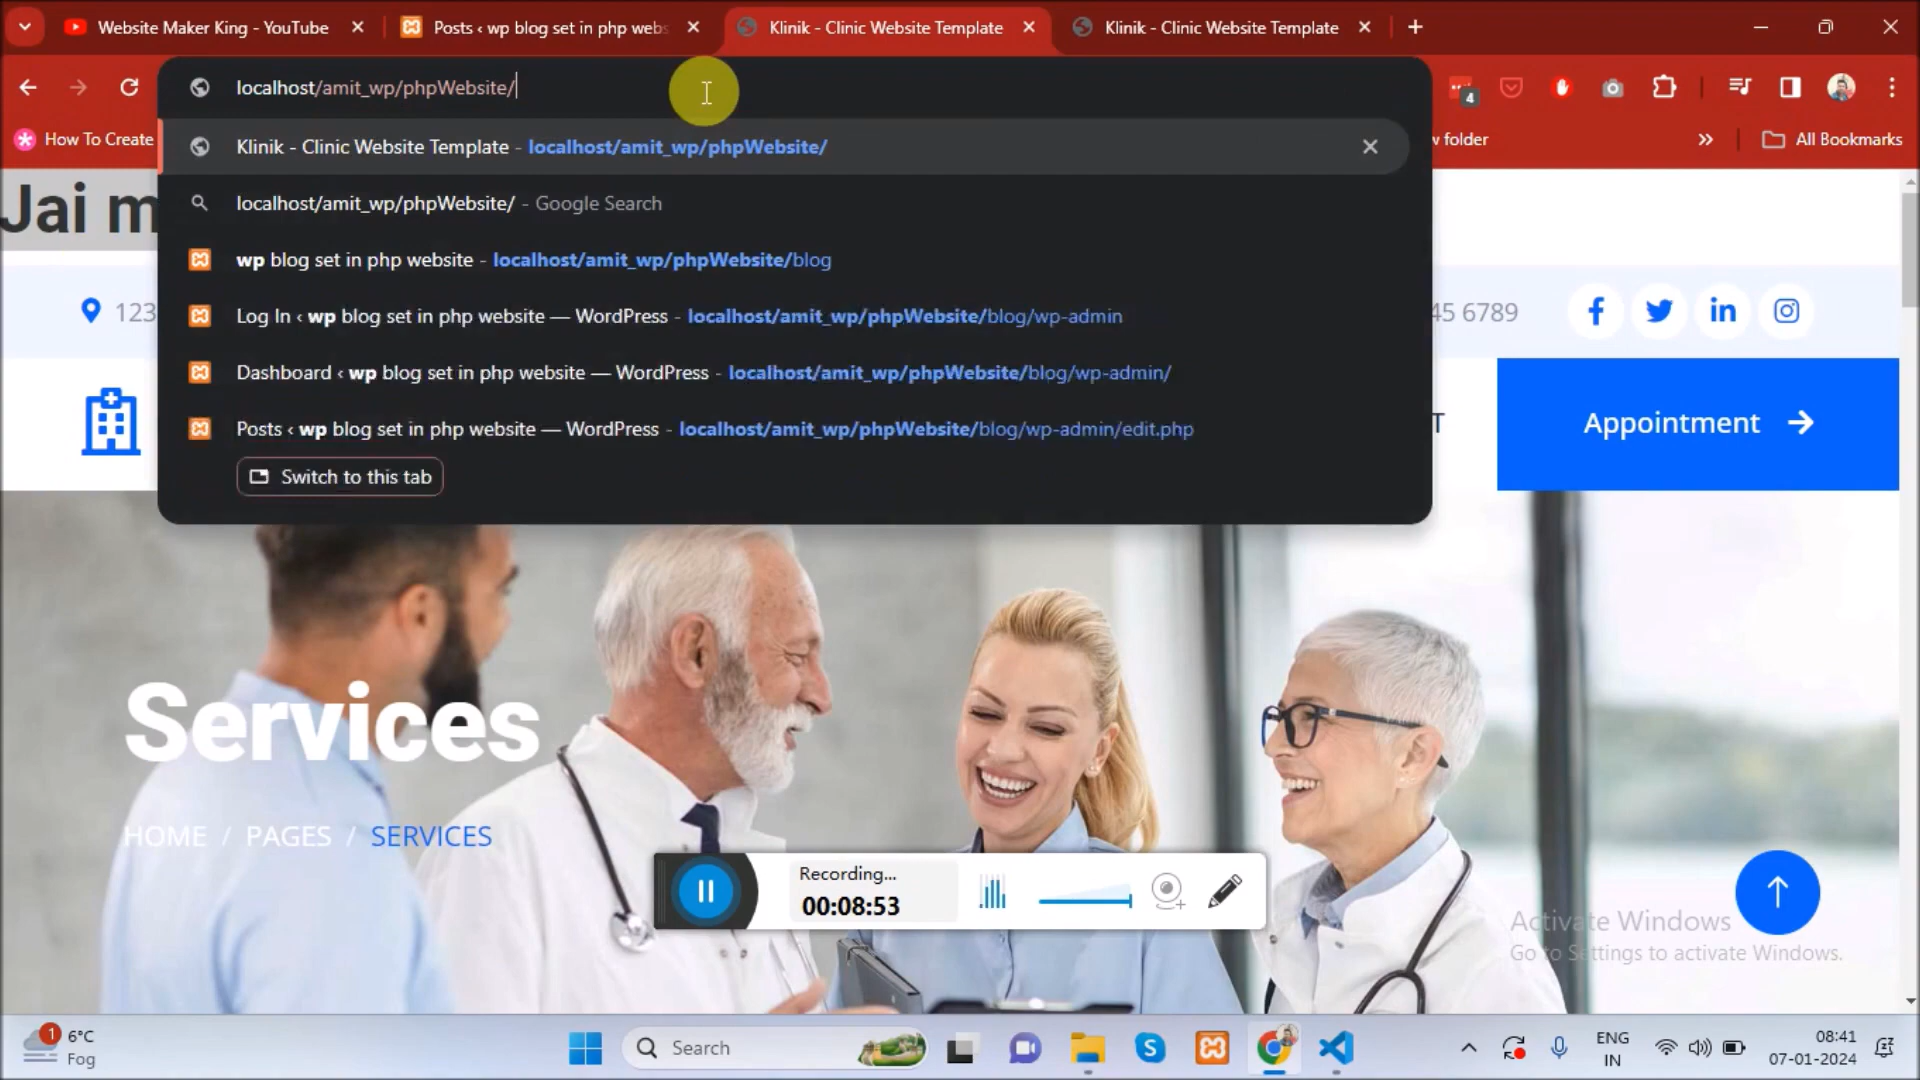 Website Maker King - YouTube
Posts ‹ wp blog set in php webs
Klinik - Clinic Website Template
Klinik - Clinic Website Template
localhost/amit_wp/phpWebsite/
4
How To Create
folder
All Bookmarks
Klinik - Clinic Website Template - localhost/amit_wp/phpWebsite/
localhost/amit_wp/phpWebsite/ - Google Search
wp blog set in php website - localhost/amit_wp/phpWebsite/blog
Log In ‹ wp blog set in php website — WordPress - localhost/amit_wp/phpWebsite/blog/wp-admin
Dashboard ‹ wp blog set in php website — WordPress - localhost/amit_wp/phpWebsite/blog/wp-admin/
Posts ‹ wp blog set in php website — WordPress - localhost/amit_wp/phpWebsite/blog/wp-admin/edit.php
Switch to this tab
Jai m
123
45 6789
T
Appointment
Services
HOME / PAGES / SERVICES
Recording...
00:08:53
Activate Windows
Go to Settings to activate Windows.
1
6°C
Fog
Search
ENG
IN
08:41
07-01-2024